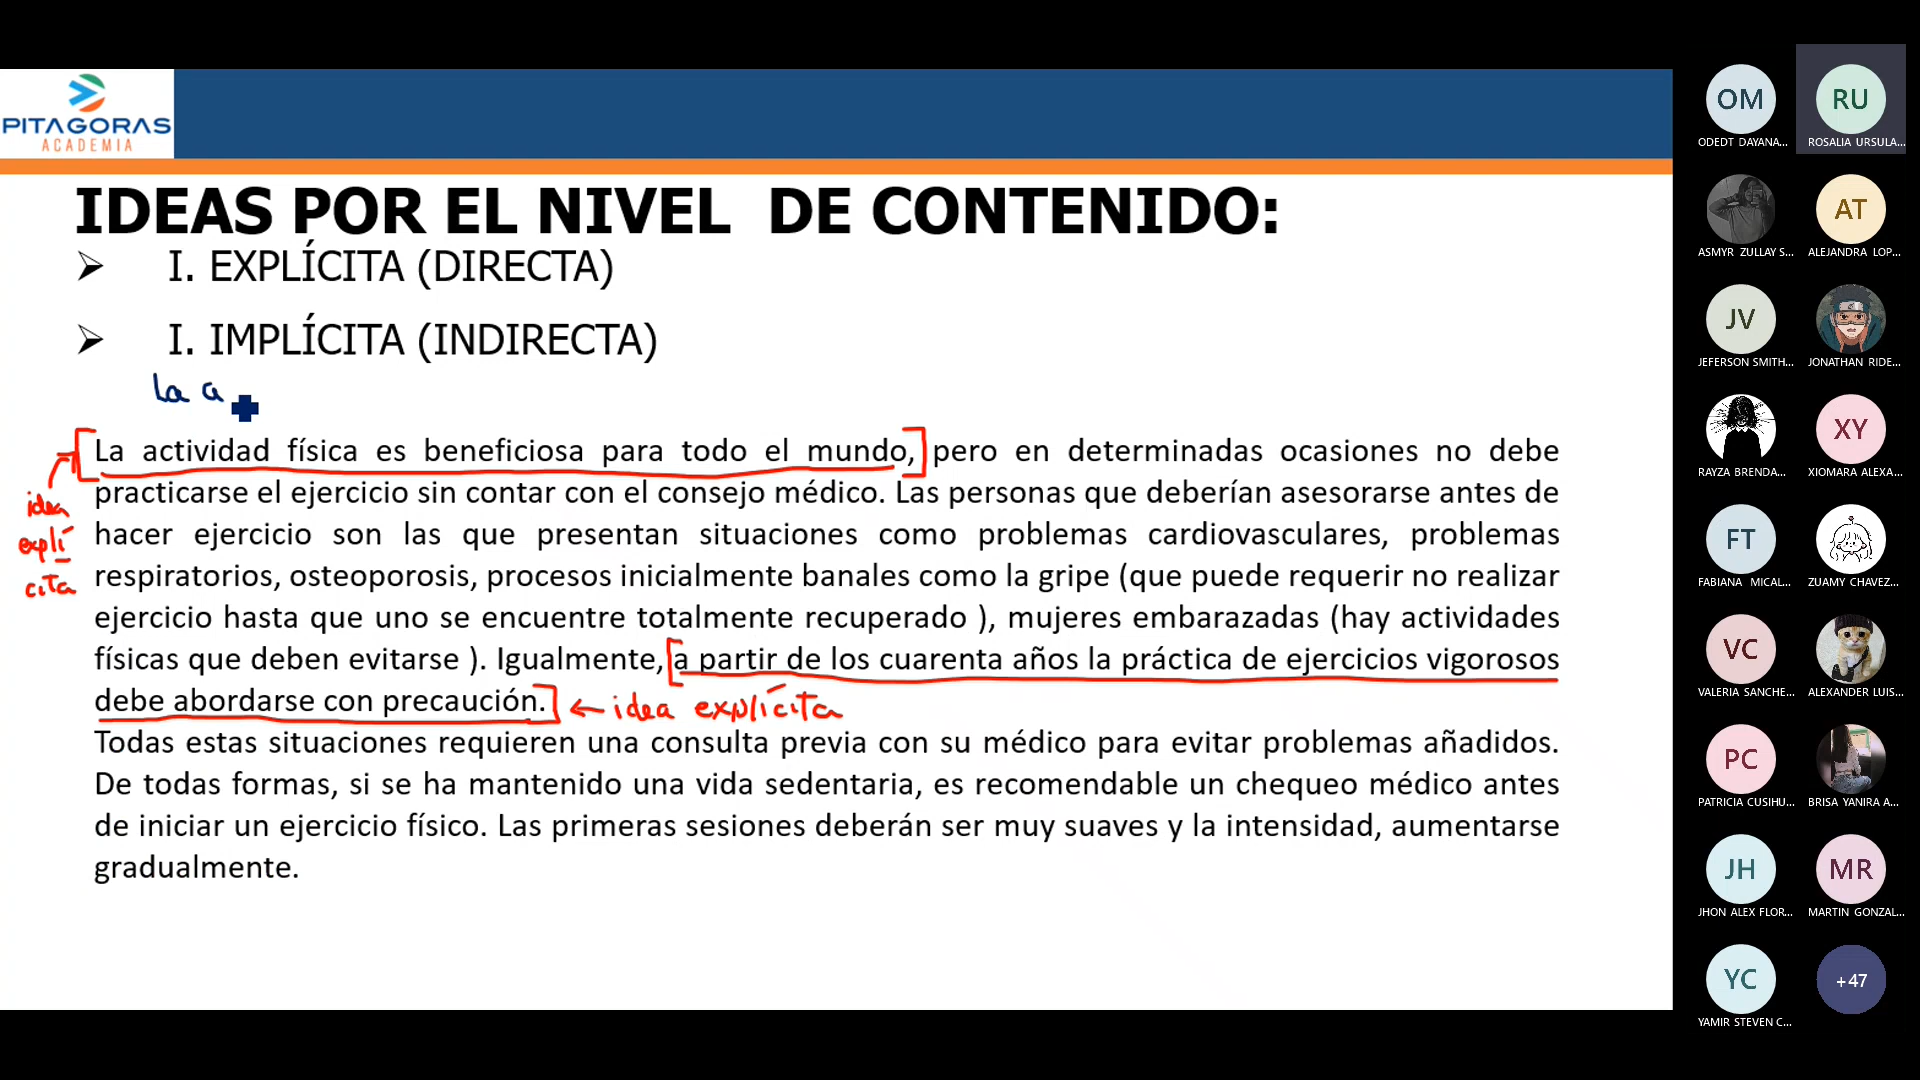 PITAGORAS
ACADEMIA
IDEAS POR EL NIVEL DE CONTENIDO:
I. EXPLÍCITA (DIRECTA)
I. IMPLÍCITA (INDIRECTA)
la a
La actividad física es beneficiosa para todo el mundo, pero en determinadas ocasiones no debe
practicarse el ejercicio sin contar con el consejo médico. Las personas que deberían asesorarse antes de
hacer ejercicio son las que presentan situaciones como problemas cardiovasculares, problemas
respiratorios, osteoporosis, procesos inicialmente banales como la gripe (que puede requerir no realizar
ejercicio hasta que uno se encuentre totalmente recuperado ), mujeres embarazadas (hay actividades
físicas que deben evitarse ). Igualmente, a partir de los cuarenta años la práctica de ejercicios vigorosos
debe abordarse con precaución. ← idea explícita
Todas estas situaciones requieren una consulta previa con su médico para evitar problemas añadidos.
De todas formas, si se ha mantenido una vida sedentaria, es recomendable un chequeo médico antes
de iniciar un ejercicio físico. Las primeras sesiones deberán ser muy suaves y la intensidad, aumentarse
gradualmente.
idea
explí
cita
OM
ODEDT DAYANA...
RU
ROSALIA URSULA...
ASMYR ZULLAY S...
AT
ALEJANDRA LOP...
JV
JEFERSON SMITH...
JONATHAN RIDE...
RAYZA BRENDA...
XY
XIOMARA ALEXA...
FT
FABIANA MICAL...
ZUAMY CHAVEZ...
VC
VALERIA SANCHE...
ALEXANDER LUIS...
PC
PATRICIA CUSIHU...
BRISA YANIRA A...
JH
JHON ALEX FLOR...
MR
MARTIN GONZAL...
YC
YAMIR STEVEN C...
+47